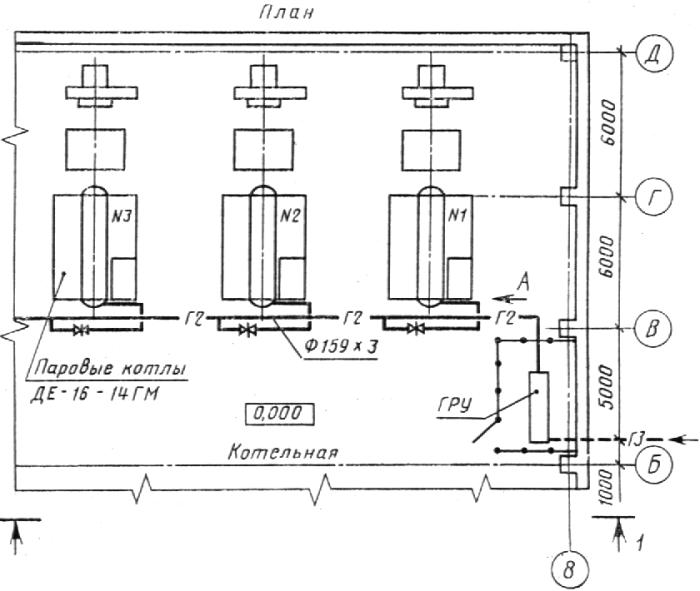 План
Д
6000
N3
N2
N1
Г
6000
А
Г2
Г2
Г2
В
Ф159 × 3
Паровые котлы
ДЕ-16-14ГМ
ГРУ
5000
0,000
Г3
Котельная
Б
1000
1
8